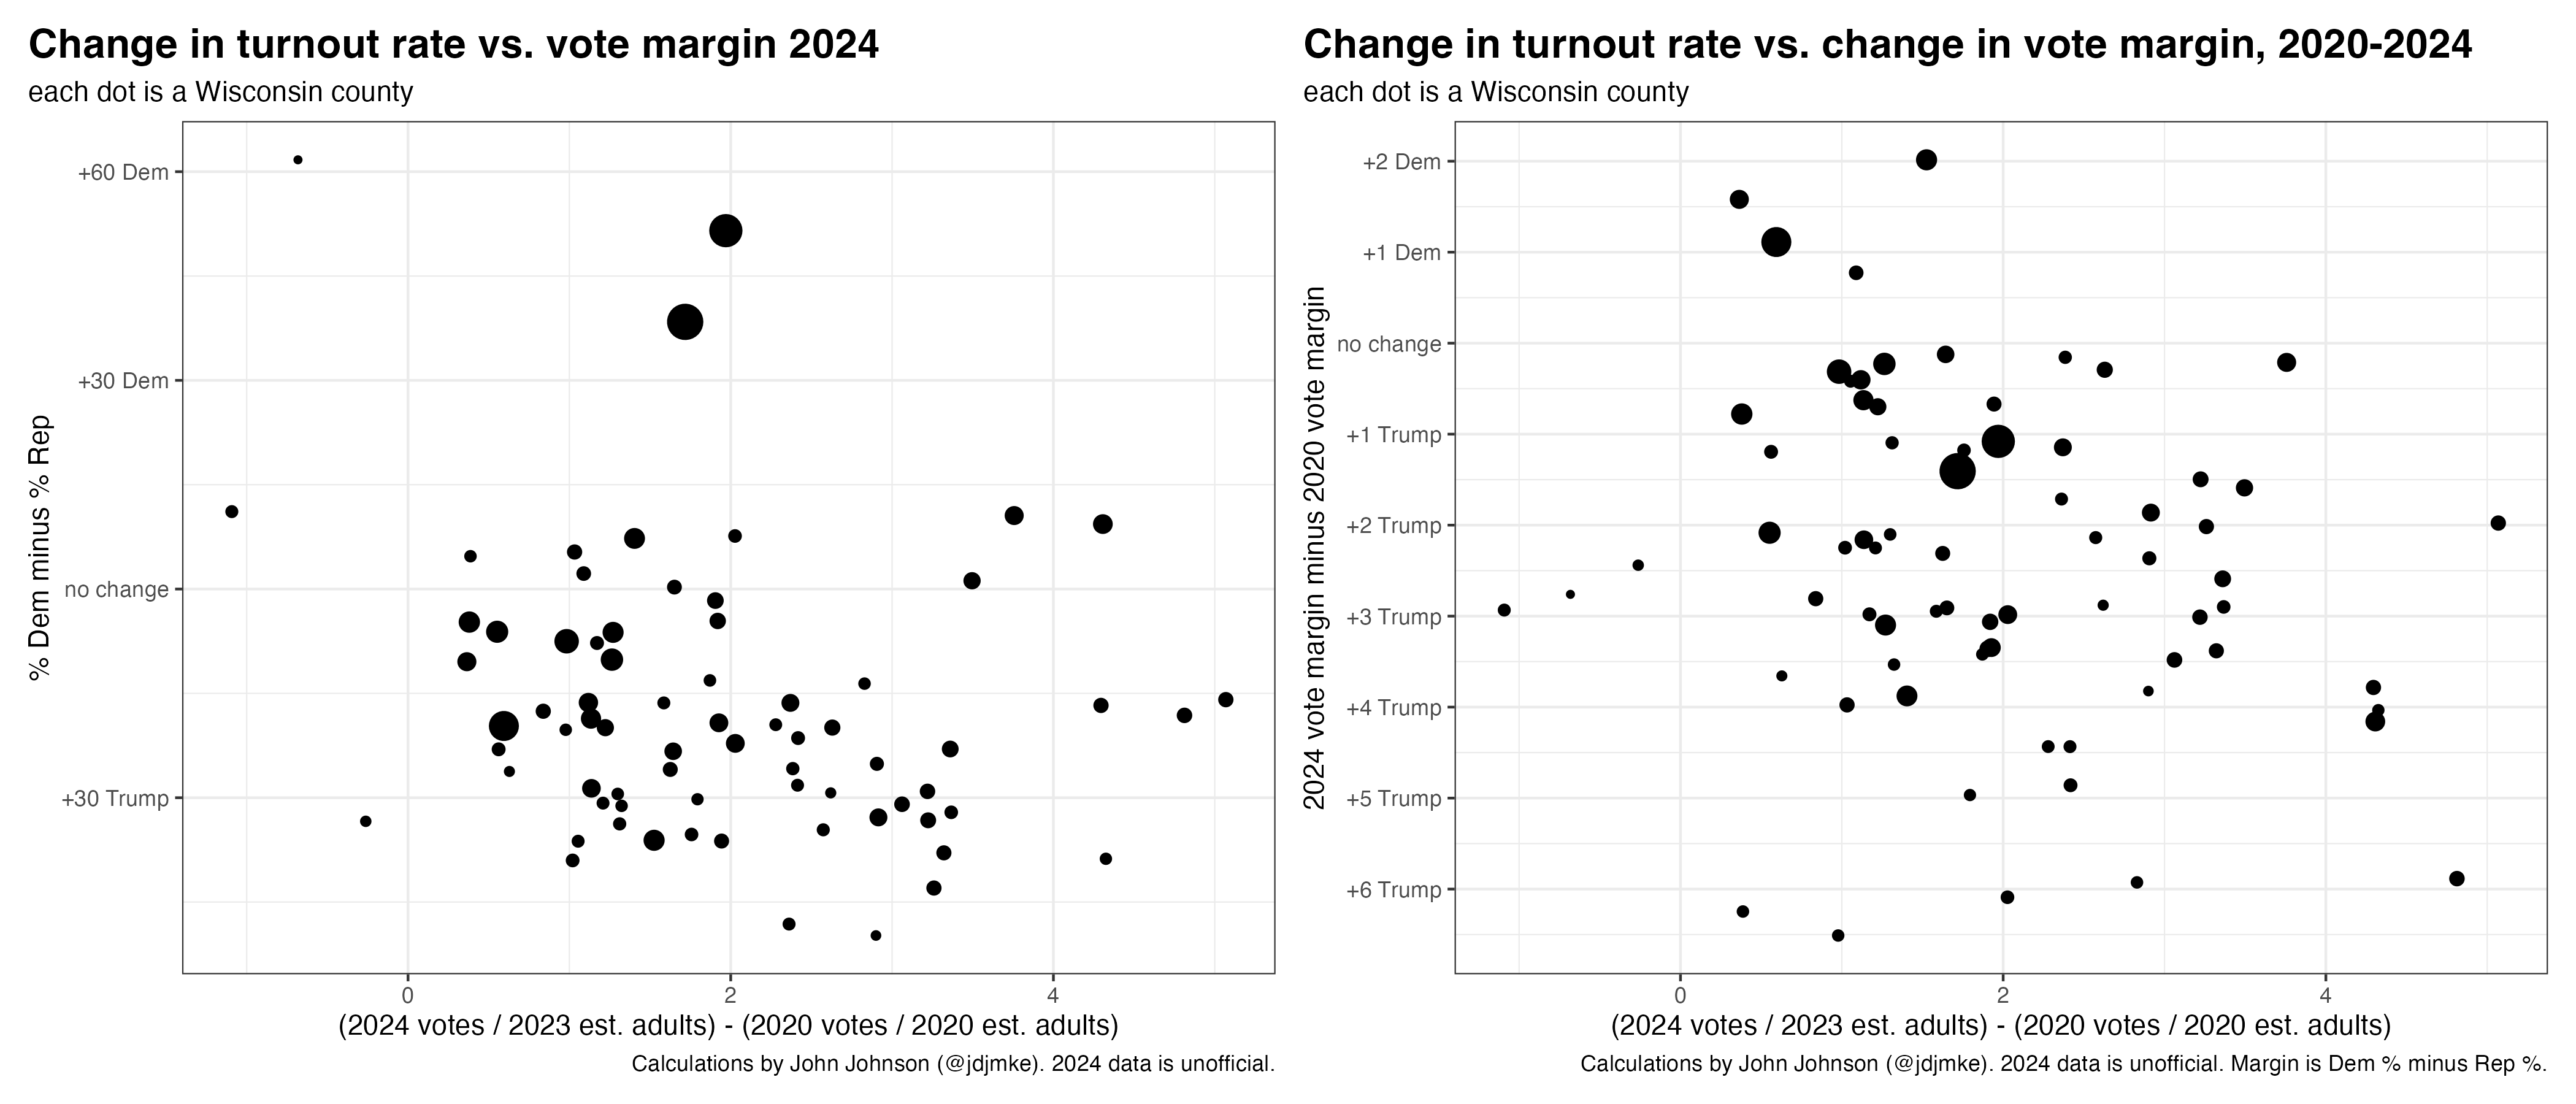 Change in turnout rate vs. vote margin 2024
each dot is a Wisconsin county
% Dem minus % Rep
+60 Dem
+30 Dem
no change
+30 Trump
0
2
4
(2024 votes / 2023 est. adults) - (2020 votes / 2020 est. adults)
Calculations by John Johnson (@jdjmke). 2024 data is unofficial.
Change in turnout rate vs. change in vote margin, 2020-2024
each dot is a Wisconsin county
2024 vote margin minus 2020 vote margin
+2 Dem
+1 Dem
no change
+1 Trump
+2 Trump
+3 Trump
+4 Trump
+5 Trump
+6 Trump
0
2
4
(2024 votes / 2023 est. adults) - (2020 votes / 2020 est. adults)
Calculations by John Johnson (@jdjmke). 2024 data is unofficial. Margin is Dem % minus Rep %.